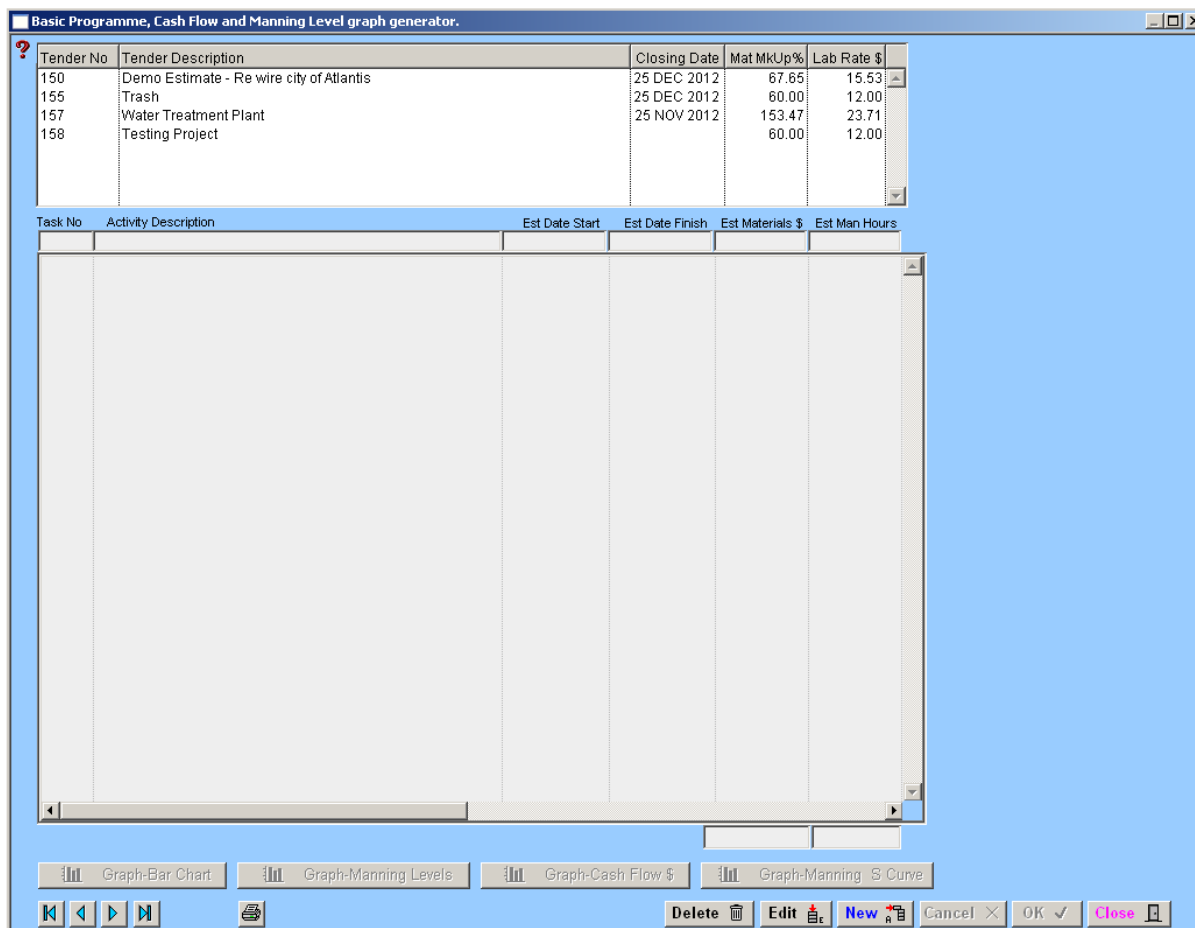 Basic Programme, Cash Flow and Manning Level graph generator.
?
Tender No Tender Description Closing Date Mat MkUp% Lab Rate $
150 Demo Estimate - Re wire city of Atlantis 25 DEC 2012 67.65 15.53
155 Trash 25 DEC 2012 60.00 12.00
157 Water Treatment Plant 25 NOV 2012 153.47 23.71
158 Testing Project 60.00 12.00
Task No Activity Description Est Date Start Est Date Finish Est Materials $ Est Man Hours
Graph-Bar Chart Graph-Manning Levels Graph-Cash Flow $ Graph-Manning S Curve
Delete Edit E New A Cancel OK Close